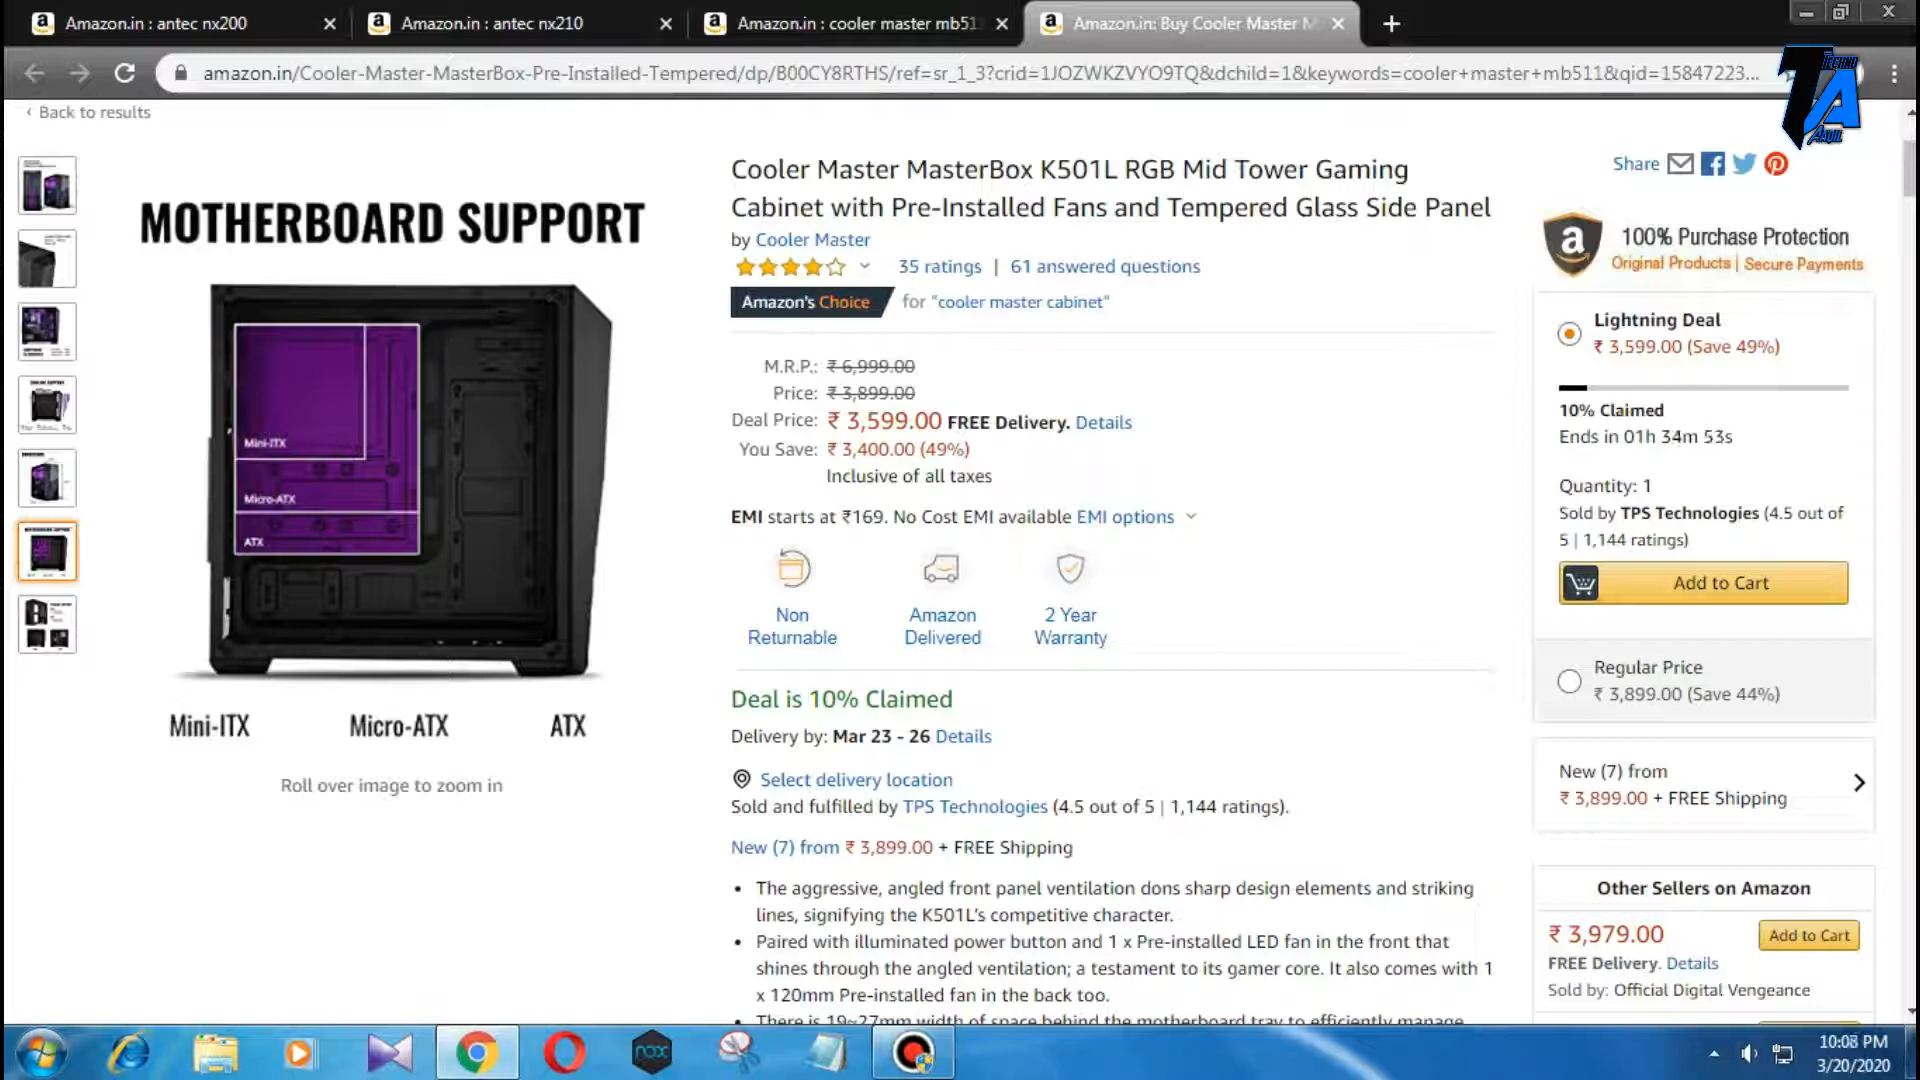 Amazon.in : antec nx200
Amazon.in : antec nx210
Amazon.in : cooler master mb51
Amazon.in: Buy Cooler Master M
amazon.in/Cooler-Master-MasterBox-Pre-Installed-Tempered/dp/B00CY8RTHS/ref=sr_1_3?crid=1JOZWKZVYO9TQ&dchild=1&keywords=cooler+master+mb511&qid=15847223...
Back to results
MOTHERBOARD SUPPORT
Mini-ITX
Micro-ATX
ATX
Mini-ITX Micro-ATX ATX
Roll over image to zoom in
Cooler Master MasterBox K501L RGB Mid Tower Gaming
Cabinet with Pre-Installed Fans and Tempered Glass Side Panel
by Cooler Master
35 ratings | 61 answered questions
Amazon's Choice for "cooler master cabinet"
M.R.P.: ₹ 6,999.00
Price: ₹ 3,899.00
Deal Price: ₹ 3,599.00 FREE Delivery. Details
You Save: ₹ 3,400.00 (49%)
Inclusive of all taxes
EMI starts at ₹169. No Cost EMI available EMI options
Non
Returnable
Amazon
Delivered
2 Year
Warranty
Deal is 10% Claimed
Delivery by: Mar 23 - 26 Details
Select delivery location
Sold and fulfilled by TPS Technologies (4.5 out of 5 | 1,144 ratings).
New (7) from ₹ 3,899.00 + FREE Shipping
• The aggressive, angled front panel ventilation dons sharp design elements and striking
lines, signifying the K501L's competitive character.
• Paired with illuminated power button and 1 x Pre-installed LED fan in the front that
shines through the angled ventilation; a testament to its gamer core. It also comes with 1
x 120mm Pre-installed fan in the back too.
• There is 19~27mm width of space behind the motherboard tray to efficiently manage
Share
100% Purchase Protection
Original Products | Secure Payments
Lightning Deal
₹ 3,599.00 (Save 49%)
10% Claimed
Ends in 01h 34m 53s
Quantity: 1
Sold by TPS Technologies (4.5 out of
5 | 1,144 ratings)
Add to Cart
Regular Price
₹ 3,899.00 (Save 44%)
New (7) from
₹ 3,899.00 + FREE Shipping
Other Sellers on Amazon
₹ 3,979.00
Add to Cart
FREE Delivery. Details
Sold by: Official Digital Vengeance
nox
10:08 PM
3/20/2020